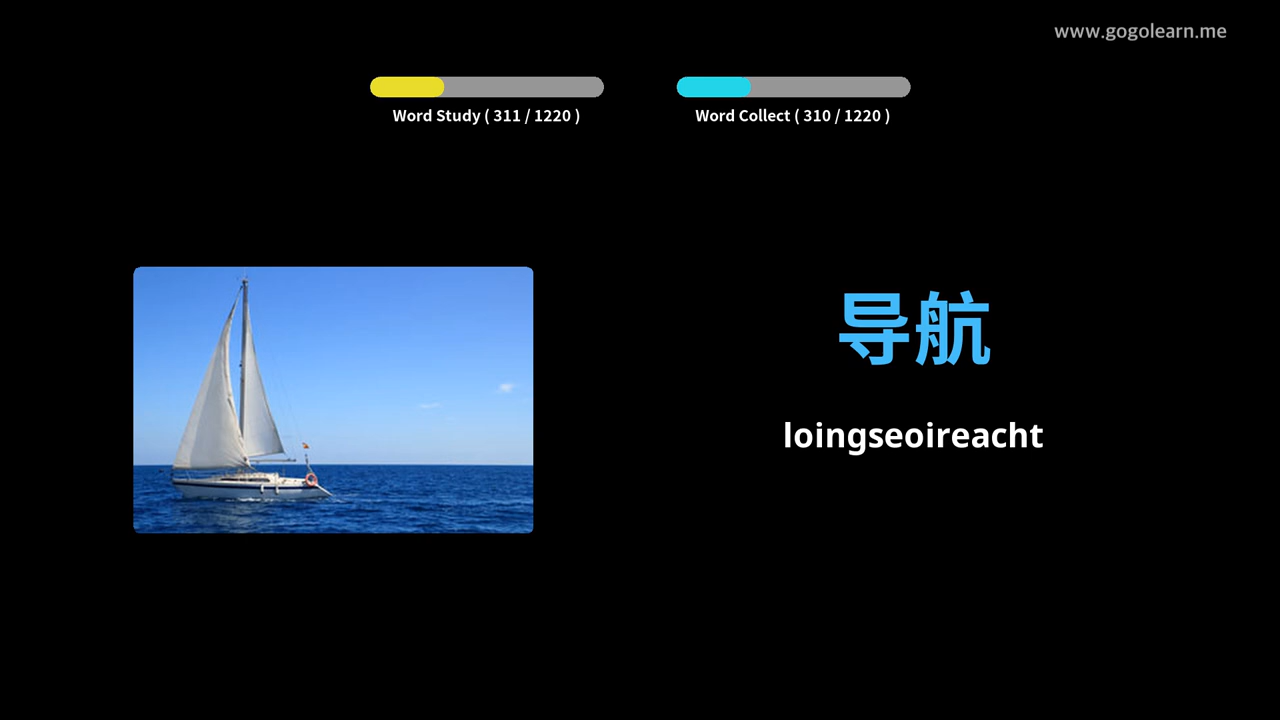 www.gogolearn.me
Word Study ( 311 / 1220 )
Word Collect ( 310 / 1220 )
导航
loingseoireacht